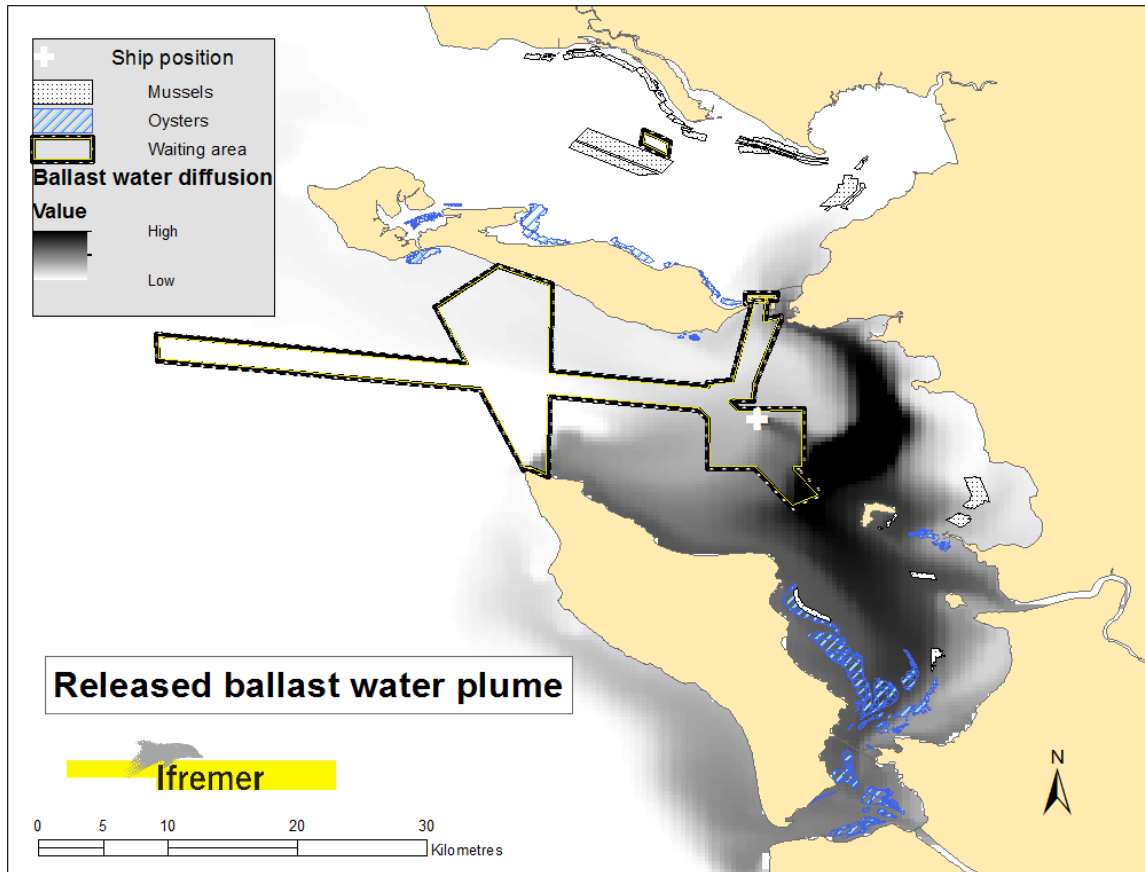 Ship position
Mussels
Oysters
Waiting area
Ballast water diffusion
Value
High
Low
Released ballast water plume
Ifremer
N
0 5 10 20 30
Kilometres